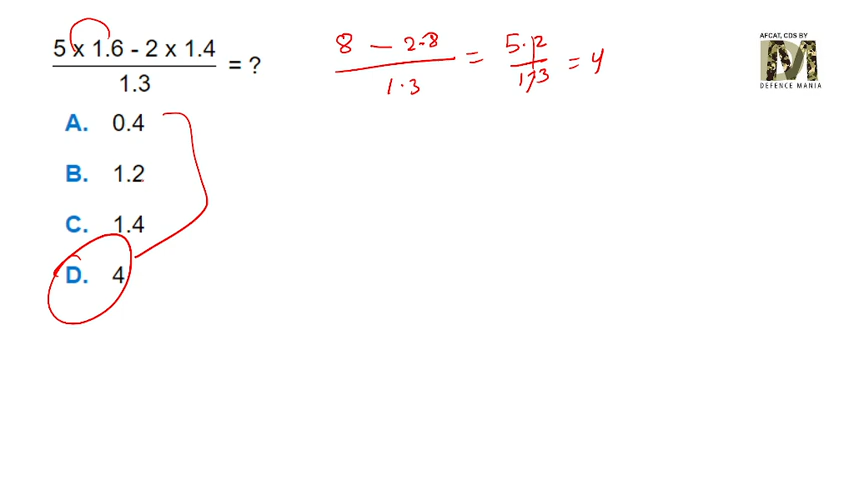 5 x 1.6 - 2 x 1.4
1.3
= ?
A. 0.4
B. 1.2
C. 1.4
D. 4
8 - 2.8
1.3
= 5.2
1.3
= 4
AFCAT, CDS BY
DM
DEFENCE MANIA